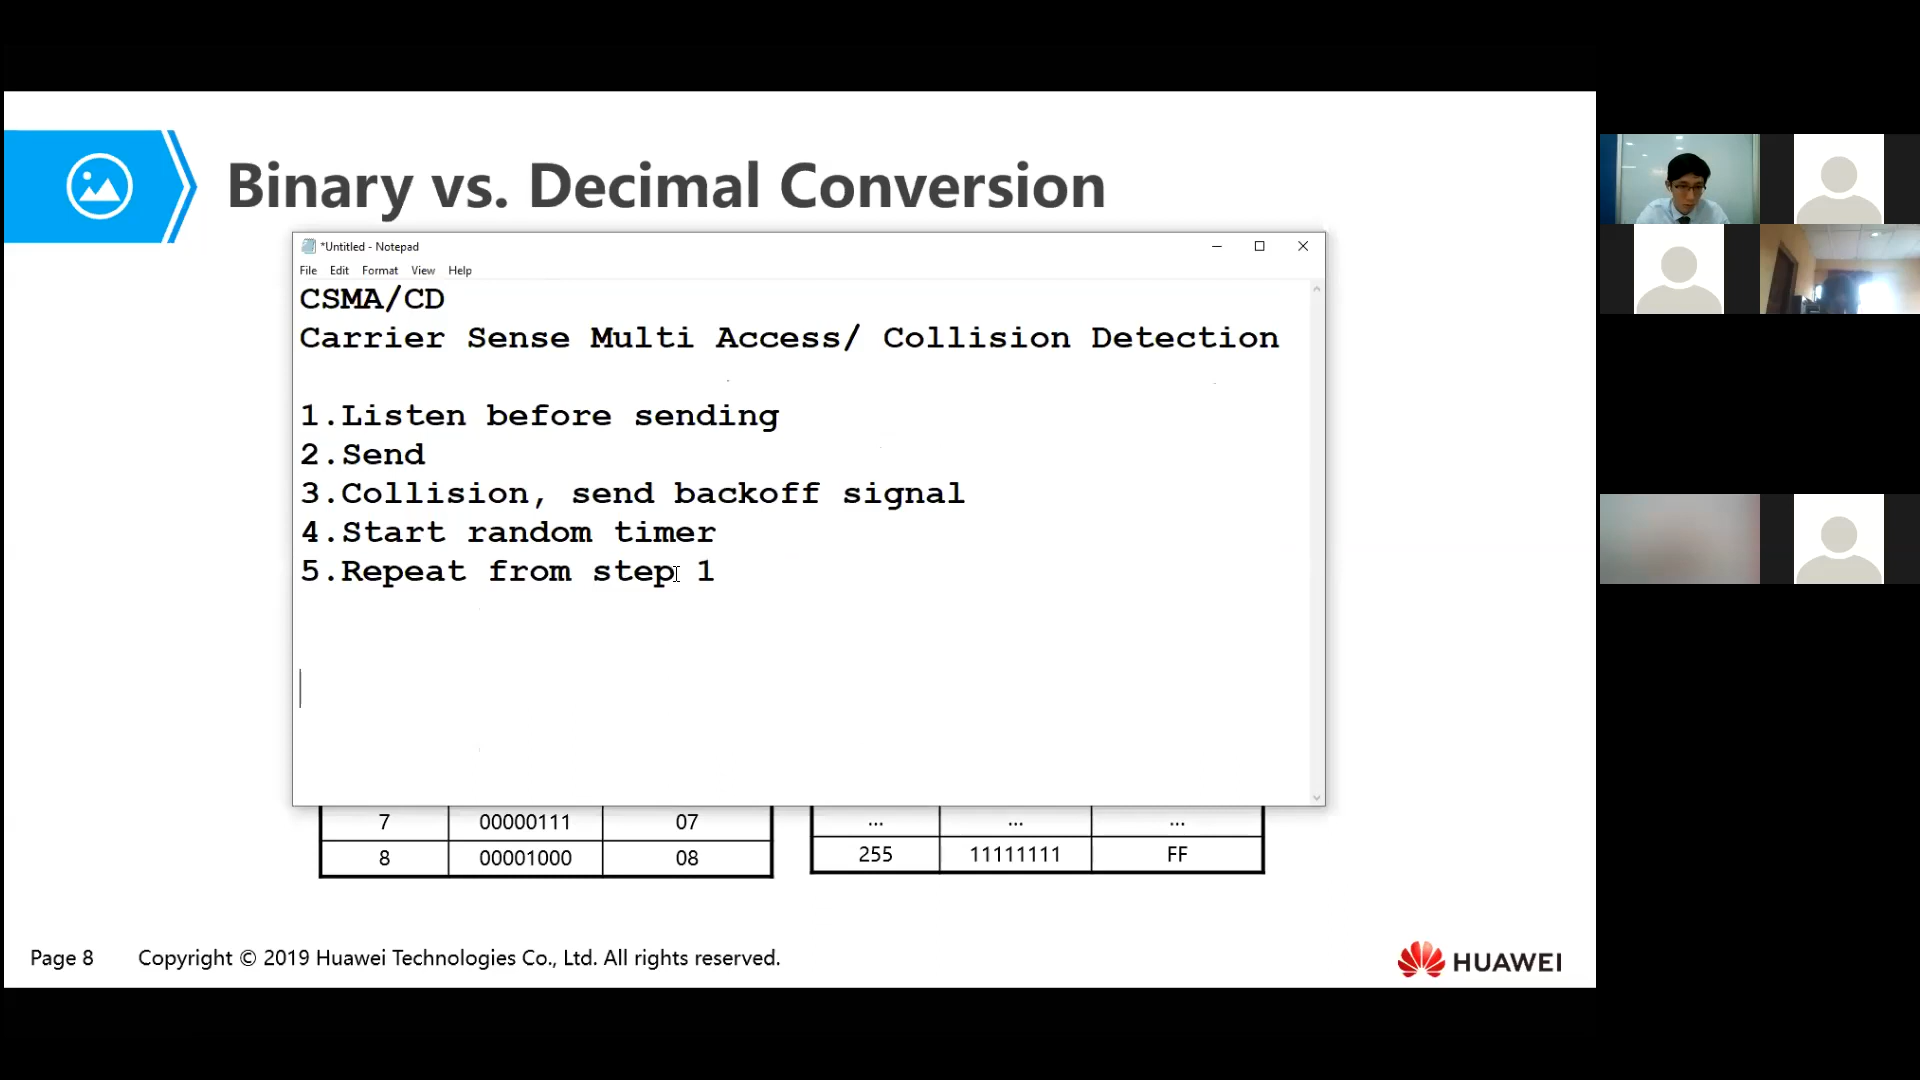 Binary vs. Decimal Conversion
*Untitled - Notepad
File Edit Format View Help
CSMA/CD
Carrier Sense Multi Access/ Collision Detection
1.Listen before sending
2.Send
3.Collision, send backoff signal
4.Start random timer
5.Repeat from step 1
7 00000111 07
8 00001000 08
... ... ...
255 11111111 FF
Page 8 Copyright © 2019 Huawei Technologies Co., Ltd. All rights reserved.
HUAWEI